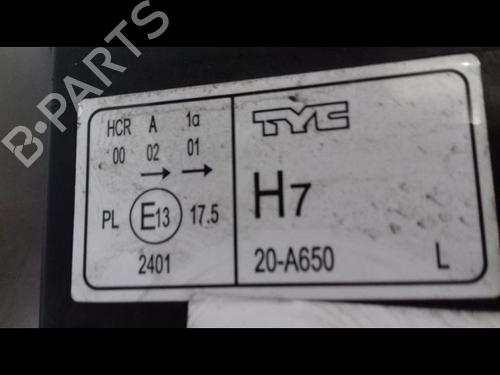 B-PARTS
HCR A 1a
00 02 01
→ →
PL E13 17.5
2401
TYC
H7
20-A650 L